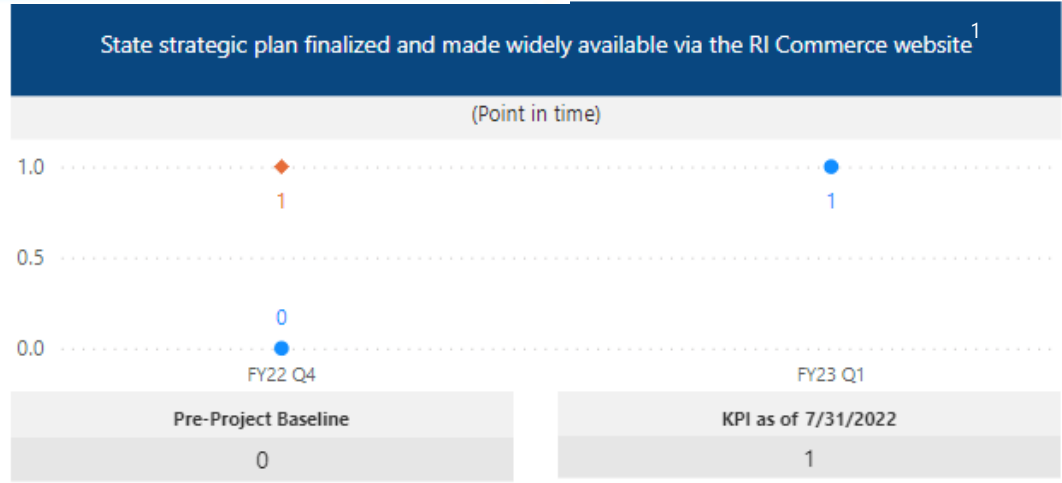 State strategic plan finalized and made widely available via the RI Commerce website1
(Point in time)
1.0
1
1
0.5
0
0.0
FY22 Q4
FY23 Q1
Pre-Project Baseline
KPI as of 7/31/2022
0
1